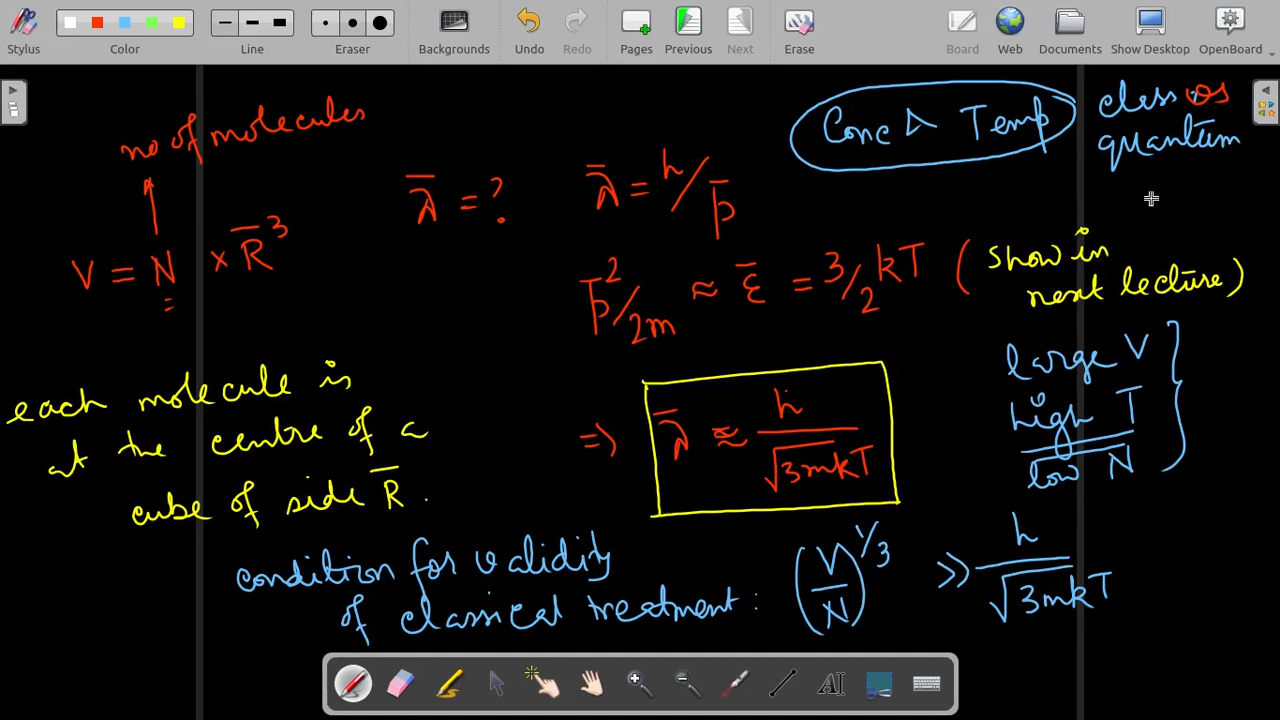 Stylus
Color
Line
Eraser
Backgrounds
Undo
Redo
Pages
Previous
Next
Erase
Board
Web
Documents
Show Desktop
OpenBoard
no of molecules
V = N × R̄³
λ̄ = ?
λ̄ = h/p̄
Conc & Temp
class vs
quantum
p̄²/2m ≈ ε̄ = 3/2 kT (show in
next lecture)
each molecule is
at the centre of a
cube of side R̄.
⇒ λ̄ ≈ h/√3mkT
large V
high T
low N
condition for validity
of classical treatment: (V/N)^1/3 >> h/√3mkT